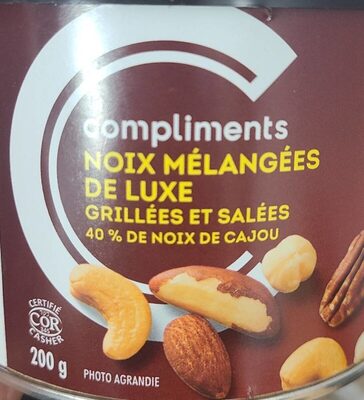 compliments
NOIX MÉLANGÉES
DE LUXE
GRILLÉES ET SALÉES
40 % DE NOIX DE CAJOU
CERTIFIÉ
COR
CASHER
200 g
PHOTO AGRANDIE